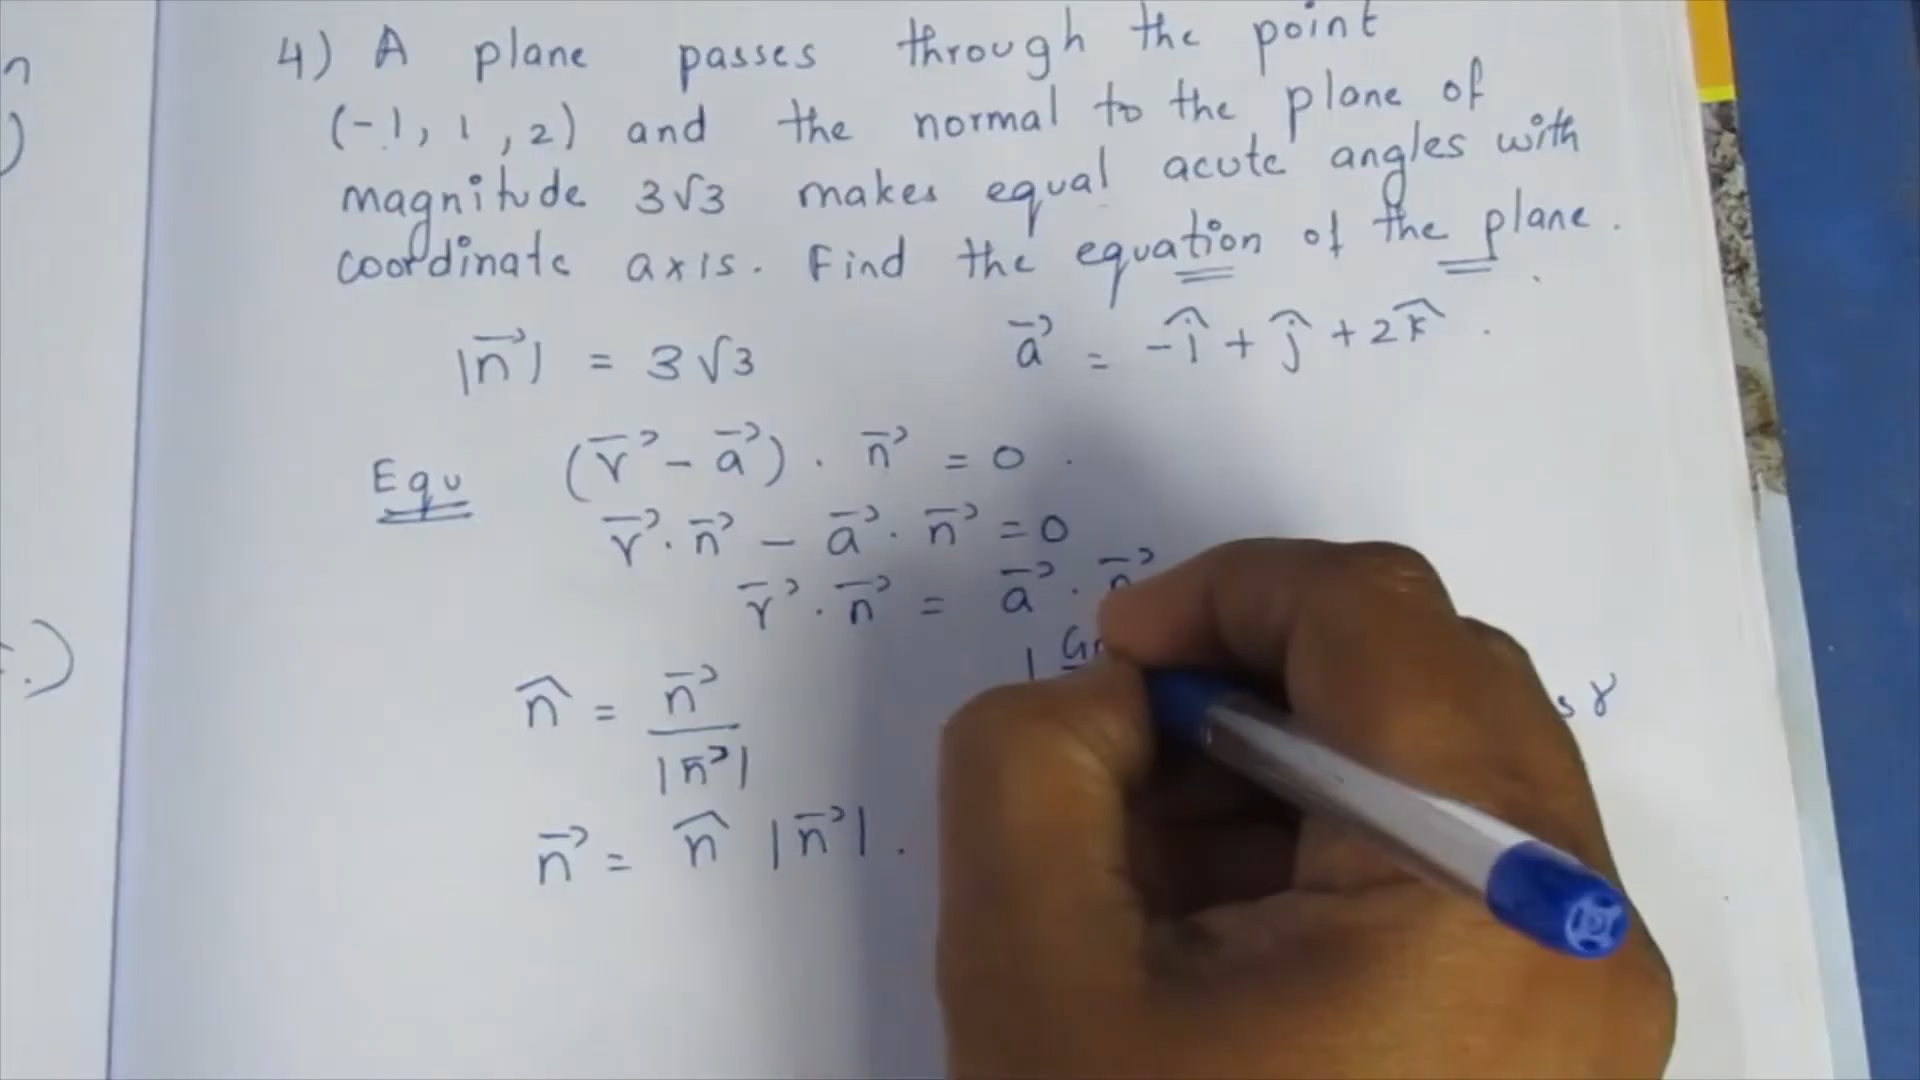 4) A plane passes through the point
(-1, 1, 2) and the normal to the plane of
magnitude 3√3 makes equal acute angles with
coordinate axis. Find the equation of the plane.
|n⃗| = 3√3 a⃗ = -î + ĵ + 2k̂.
Equ (r⃗ - a⃗) . n⃗ = 0.
r⃗ . n⃗ - a⃗ . n⃗ = 0
r⃗ . n⃗ = a⃗ . n⃗
n̂ = n⃗ / |n⃗|
n⃗ = n̂ |n⃗|.